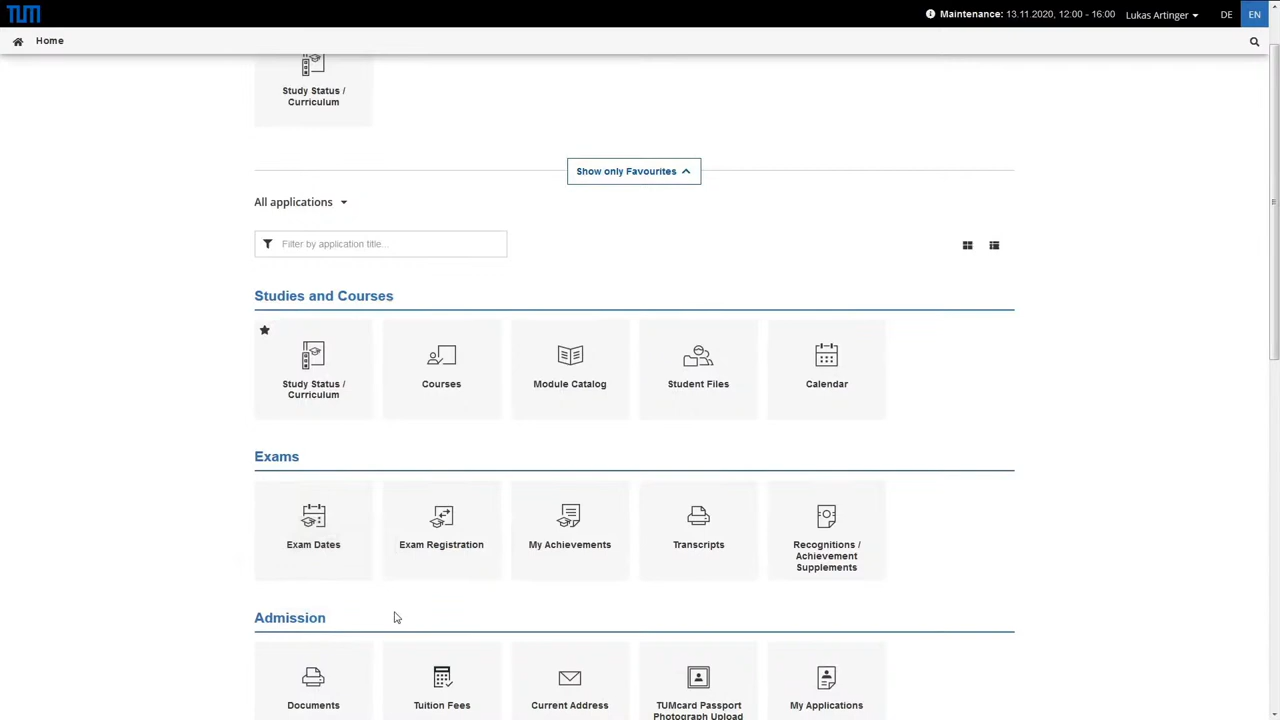 TUM
Maintenance: 13.11.2020, 12:00 - 16:00
Lukas Artinger
DE
EN
Home
Study Status /
Curriculum
Show only Favourites
All applications
Filter by application title...
Studies and Courses
Study Status /
Curriculum
Courses
Module Catalog
Student Files
Calendar
Exams
Exam Dates
Exam Registration
My Achievements
Transcripts
Recognitions /
Achievement
Supplements
Admission
Documents
Tuition Fees
Current Address
TUMcard Passport
Photograph Upload
My Applications